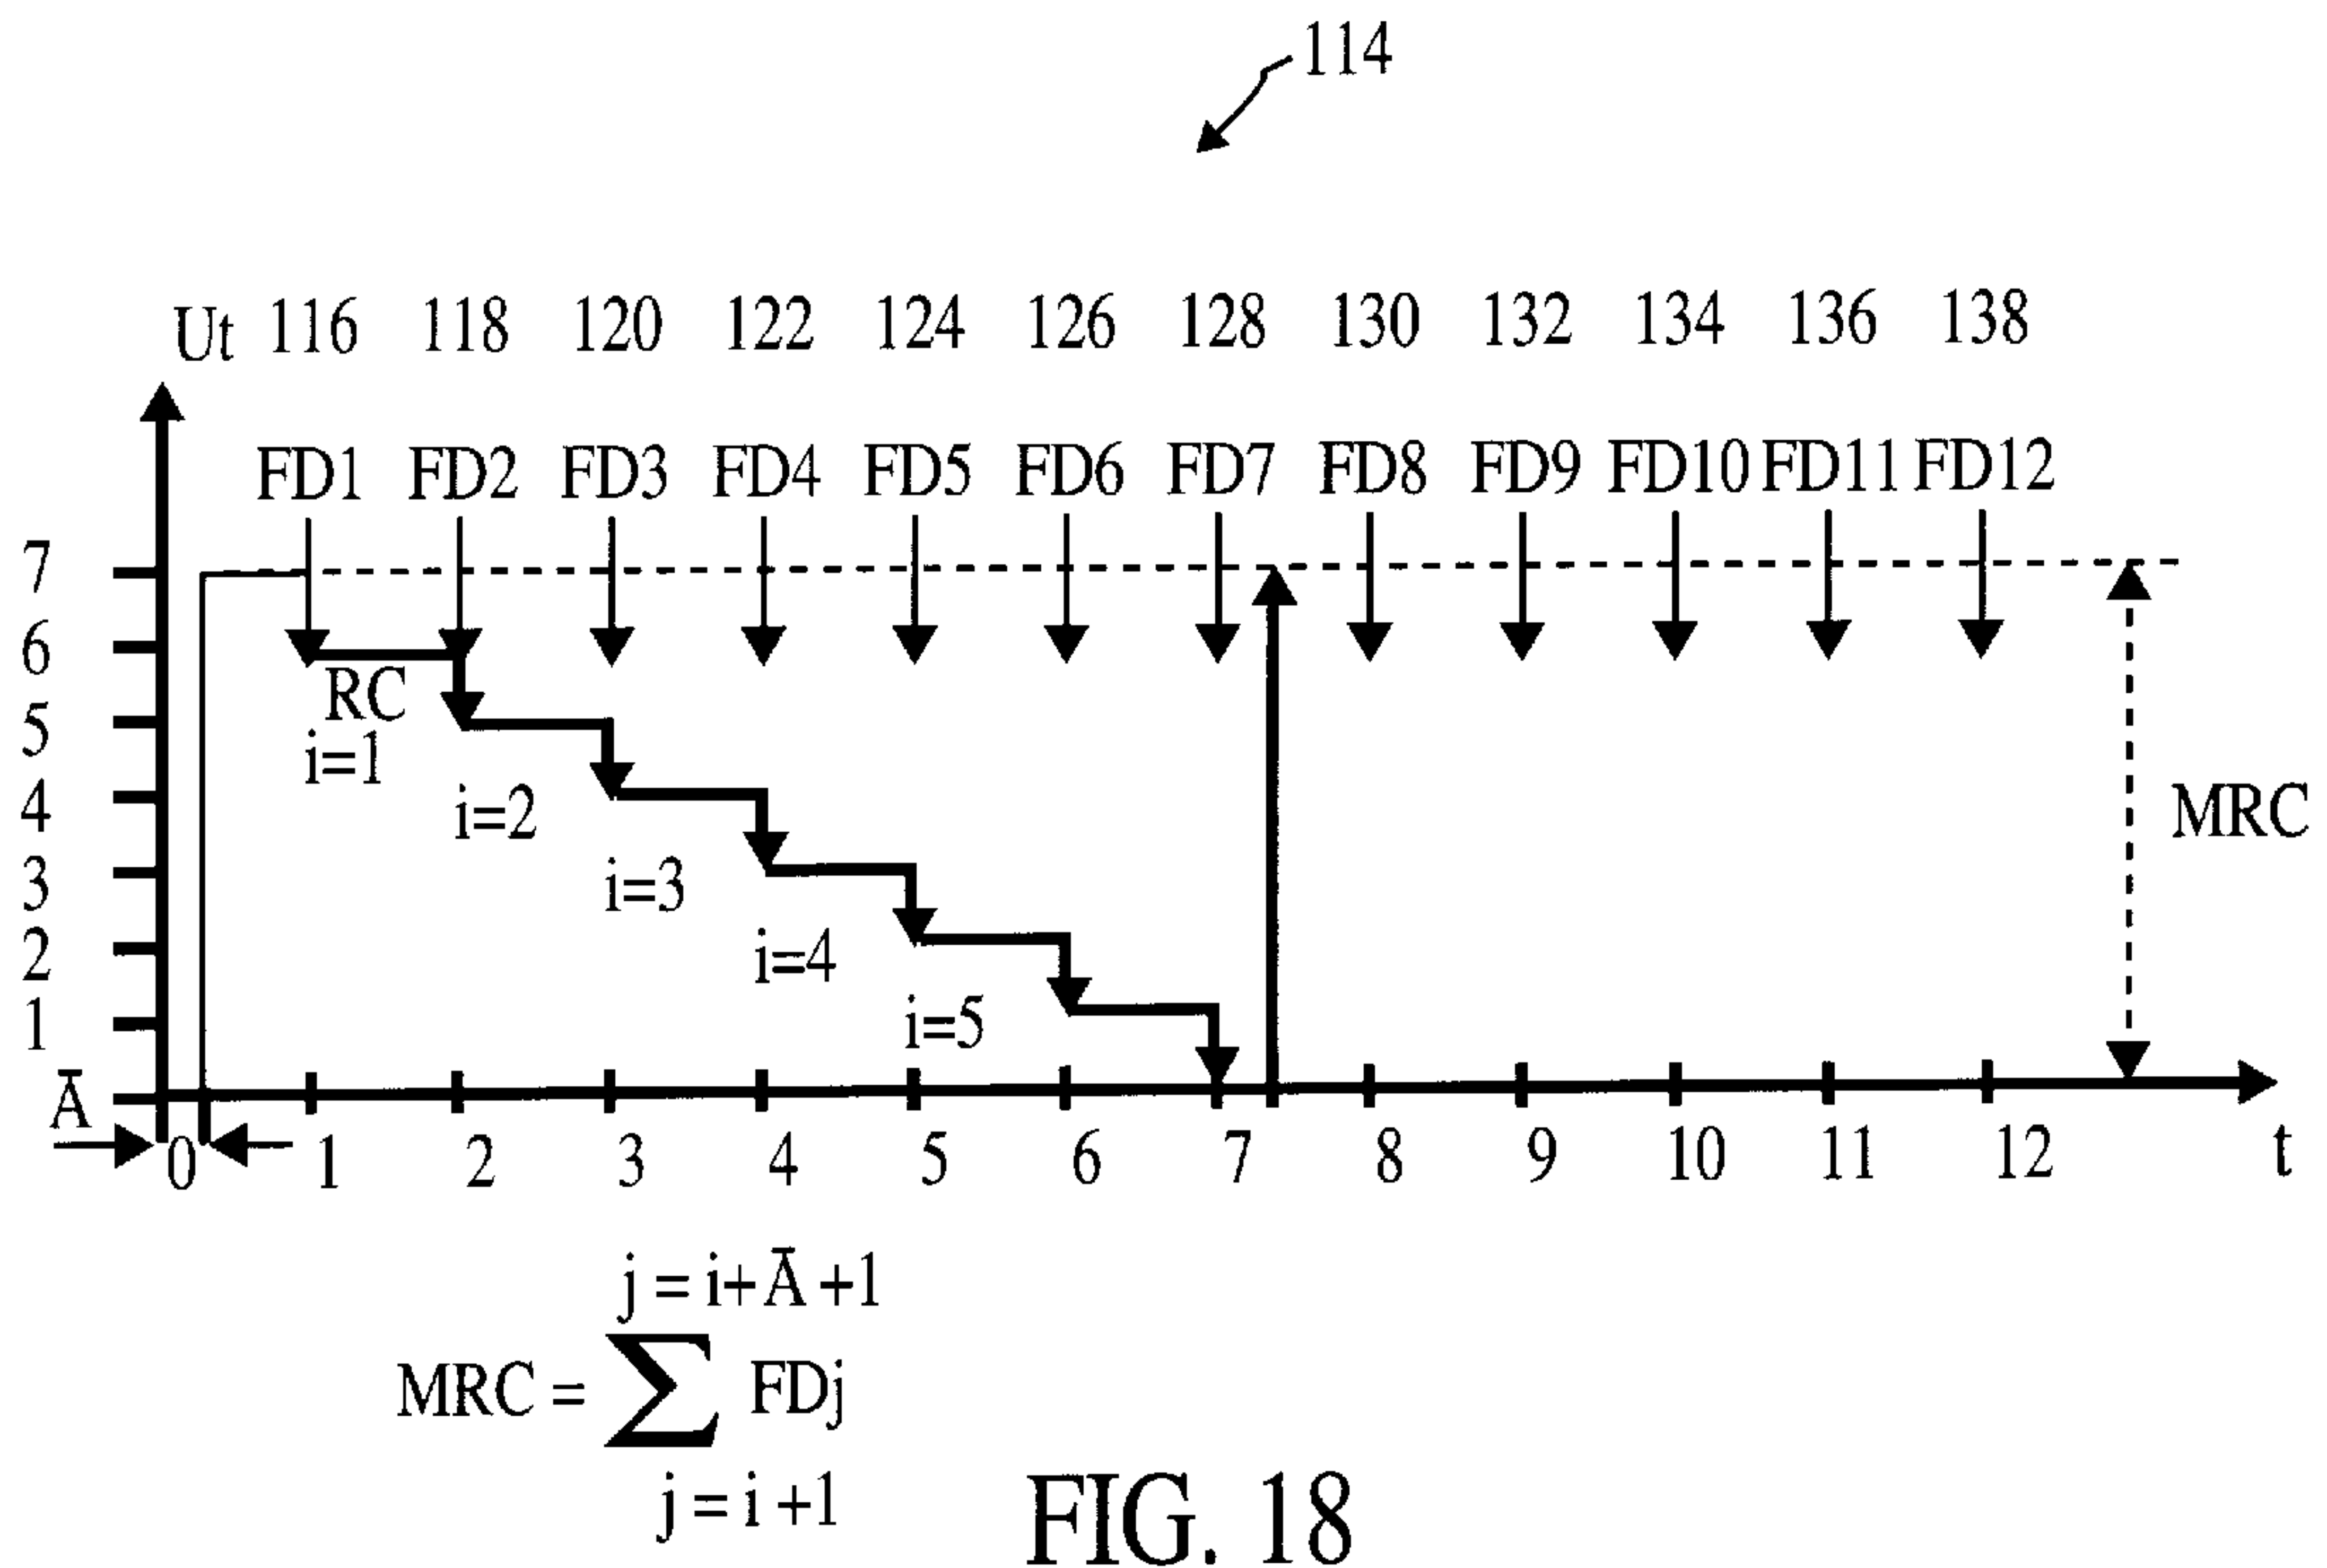 114
Ut 116 118 120 122 124 126 128 130 132 134 136 138
FD1 FD2 FD3 FD4 FD5 FD6 FD7 FD8 FD9 FD10 FD11 FD12
7
6
RC
5
i=1
4
i=2
MRC
3
i=3
2
i=4
1
i=5
Ā
0 1 2 3 4 5 6 7 8 9 10 11 12 t
j = i+ Ā +1
MRC = ∑ FDj
j = i +1
FIG. 18